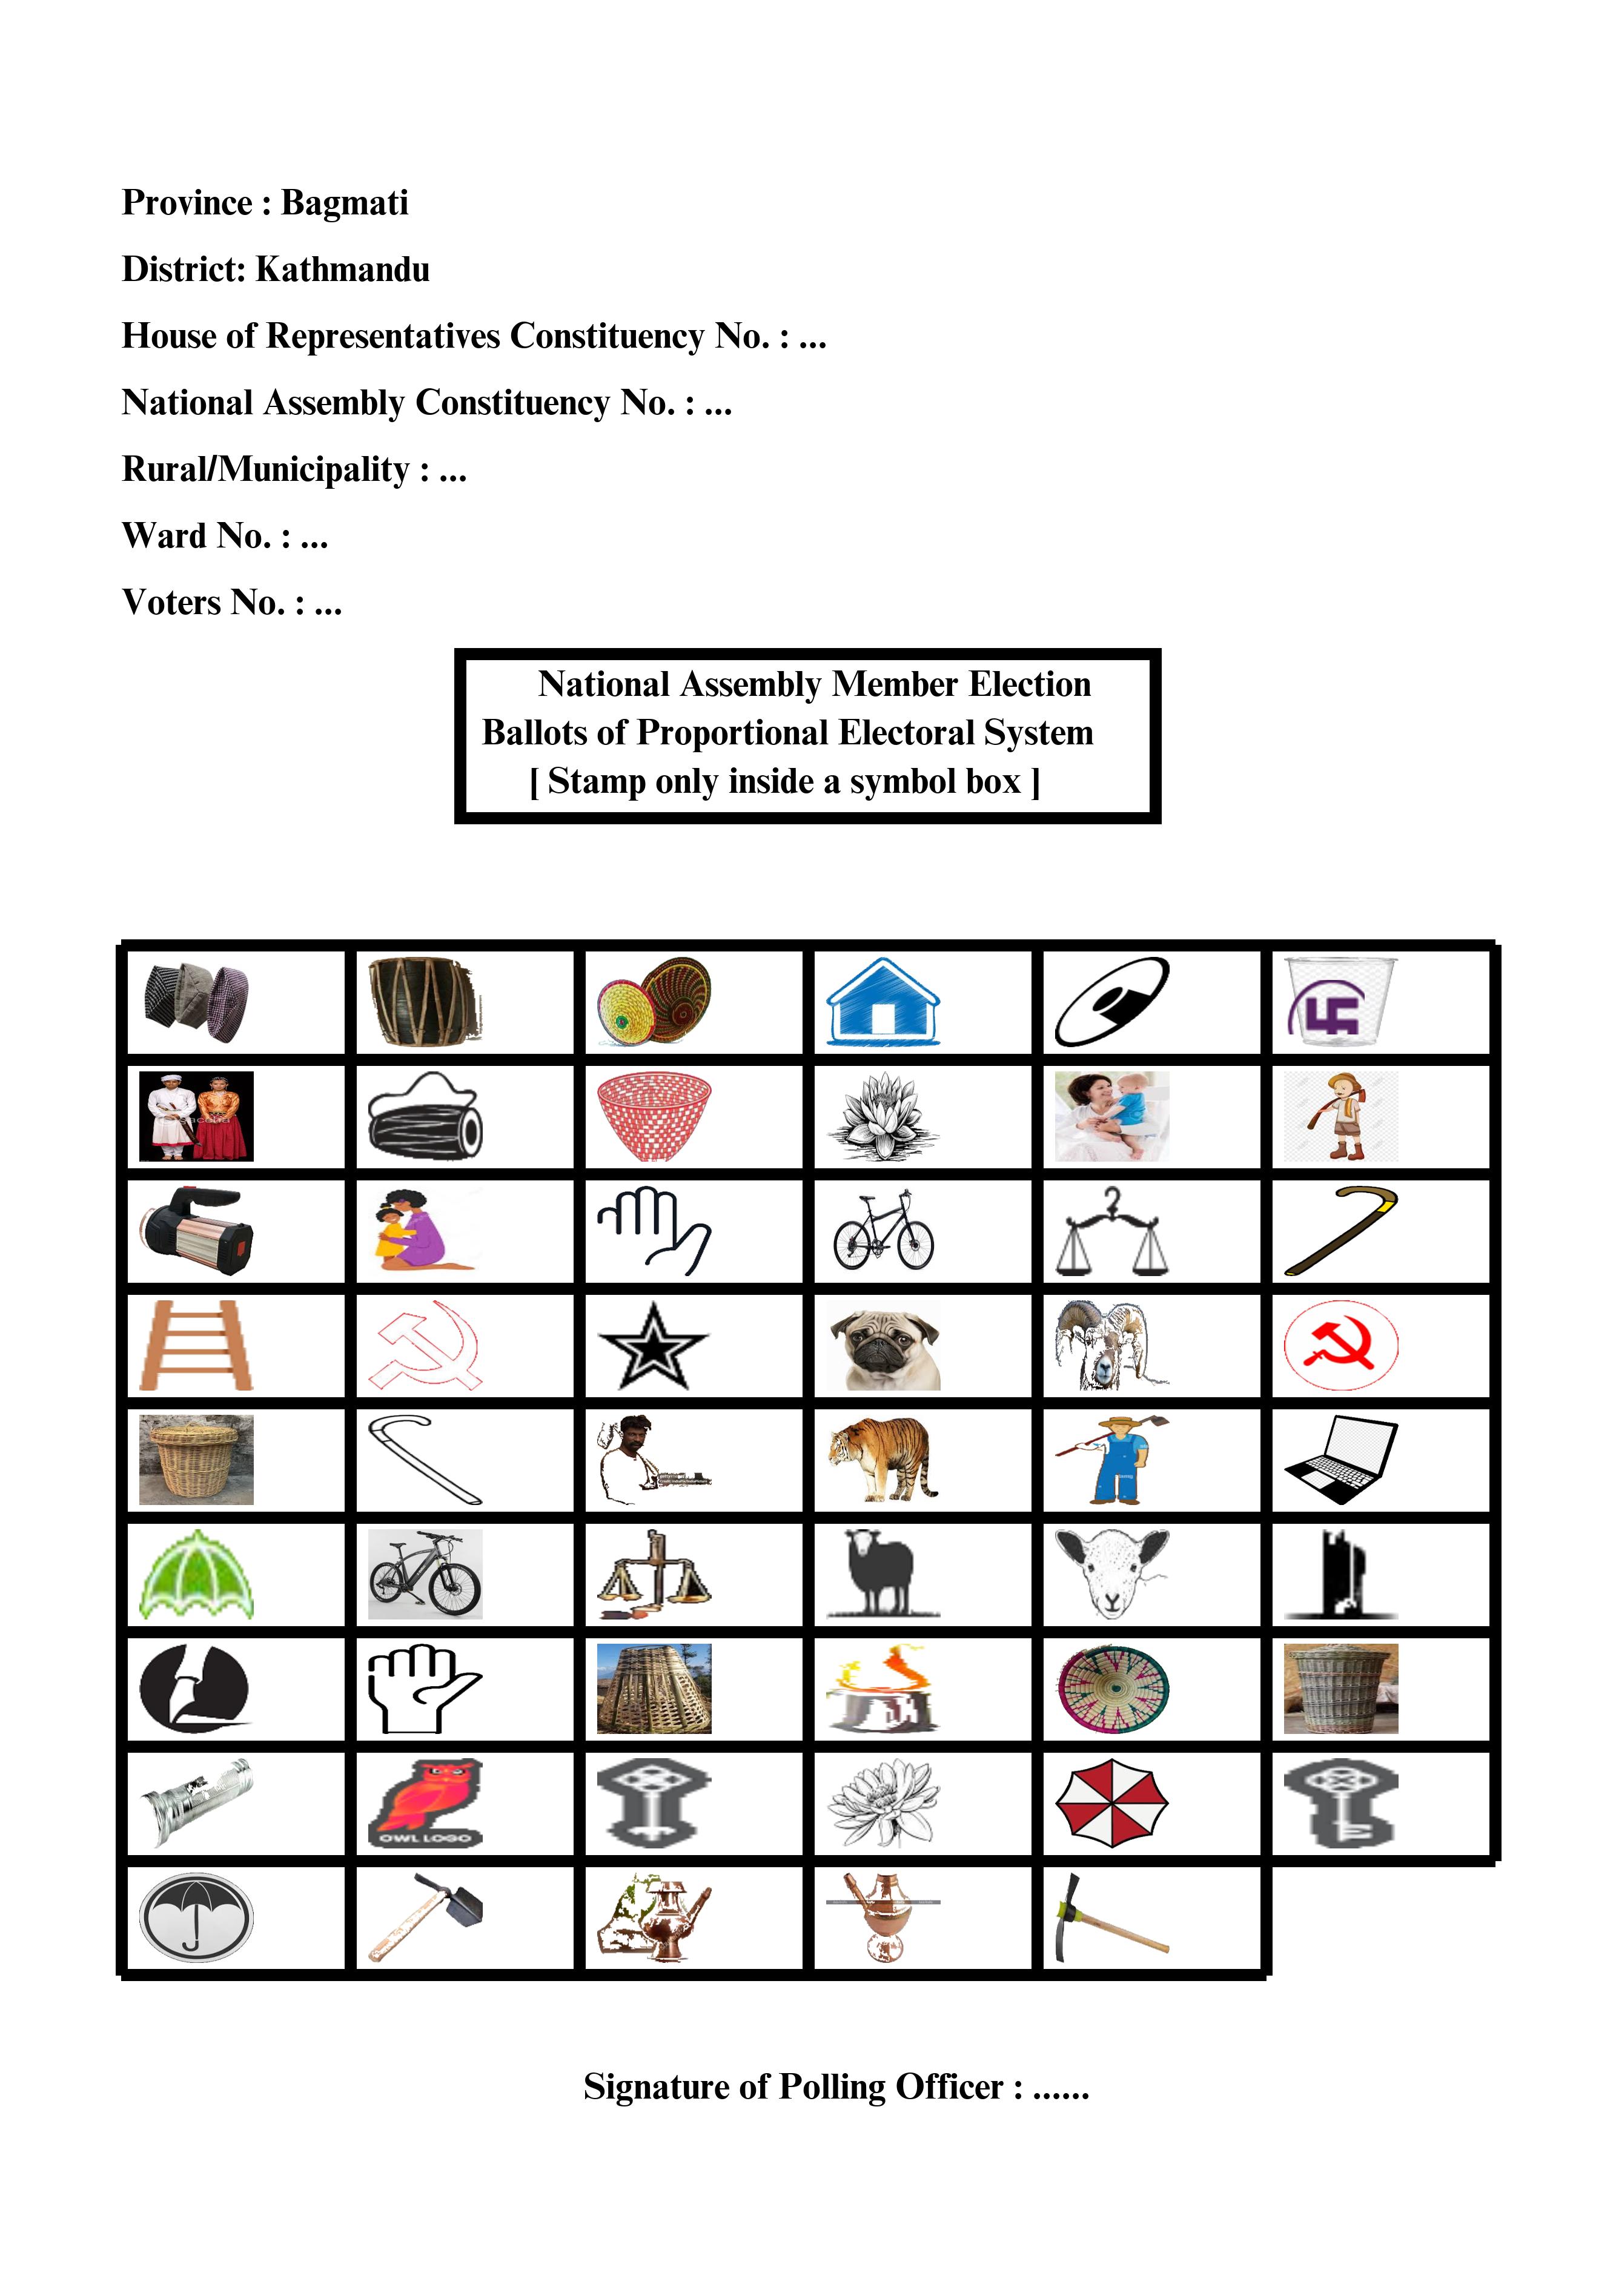 Province : Bagmati
District: Kathmandu
House of Representatives Constituency No. : ...
National Assembly Constituency No. : ...
Rural/Municipality : ...
Ward No. : ...
Voters No. : ...
National Assembly Member Election
Ballots of Proportional Electoral System
[ Stamp only inside a symbol box ]
OWL LOGO
Signature of Polling Officer : ......